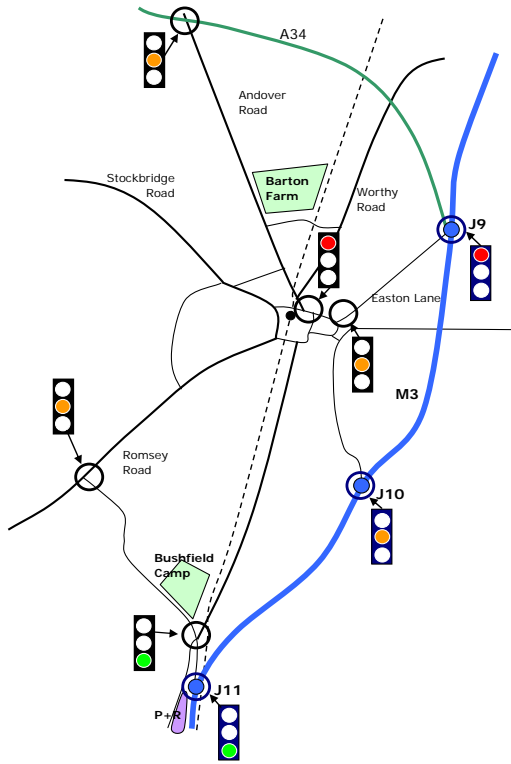 A34
Andover
Road
Stockbridge
Road
Barton
Farm
Worthy
Road
J9
Easton Lane
M3
Romsey
Road
J10
Bushfield
Camp
J11
P+R